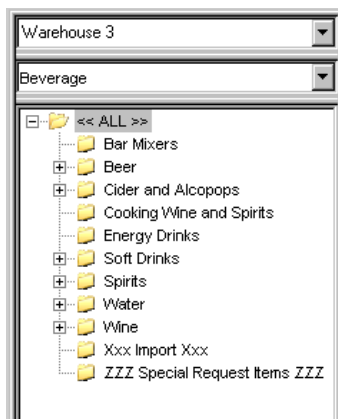 Warehouse 3
Beverage
<< ALL >>
Bar Mixers
Beer
Cider and Alcopops
Cooking Wine and Spirits
Energy Drinks
Soft Drinks
Spirits
Water
Wine
Xxx Import Xxx
ZZZ Special Request Items ZZZ